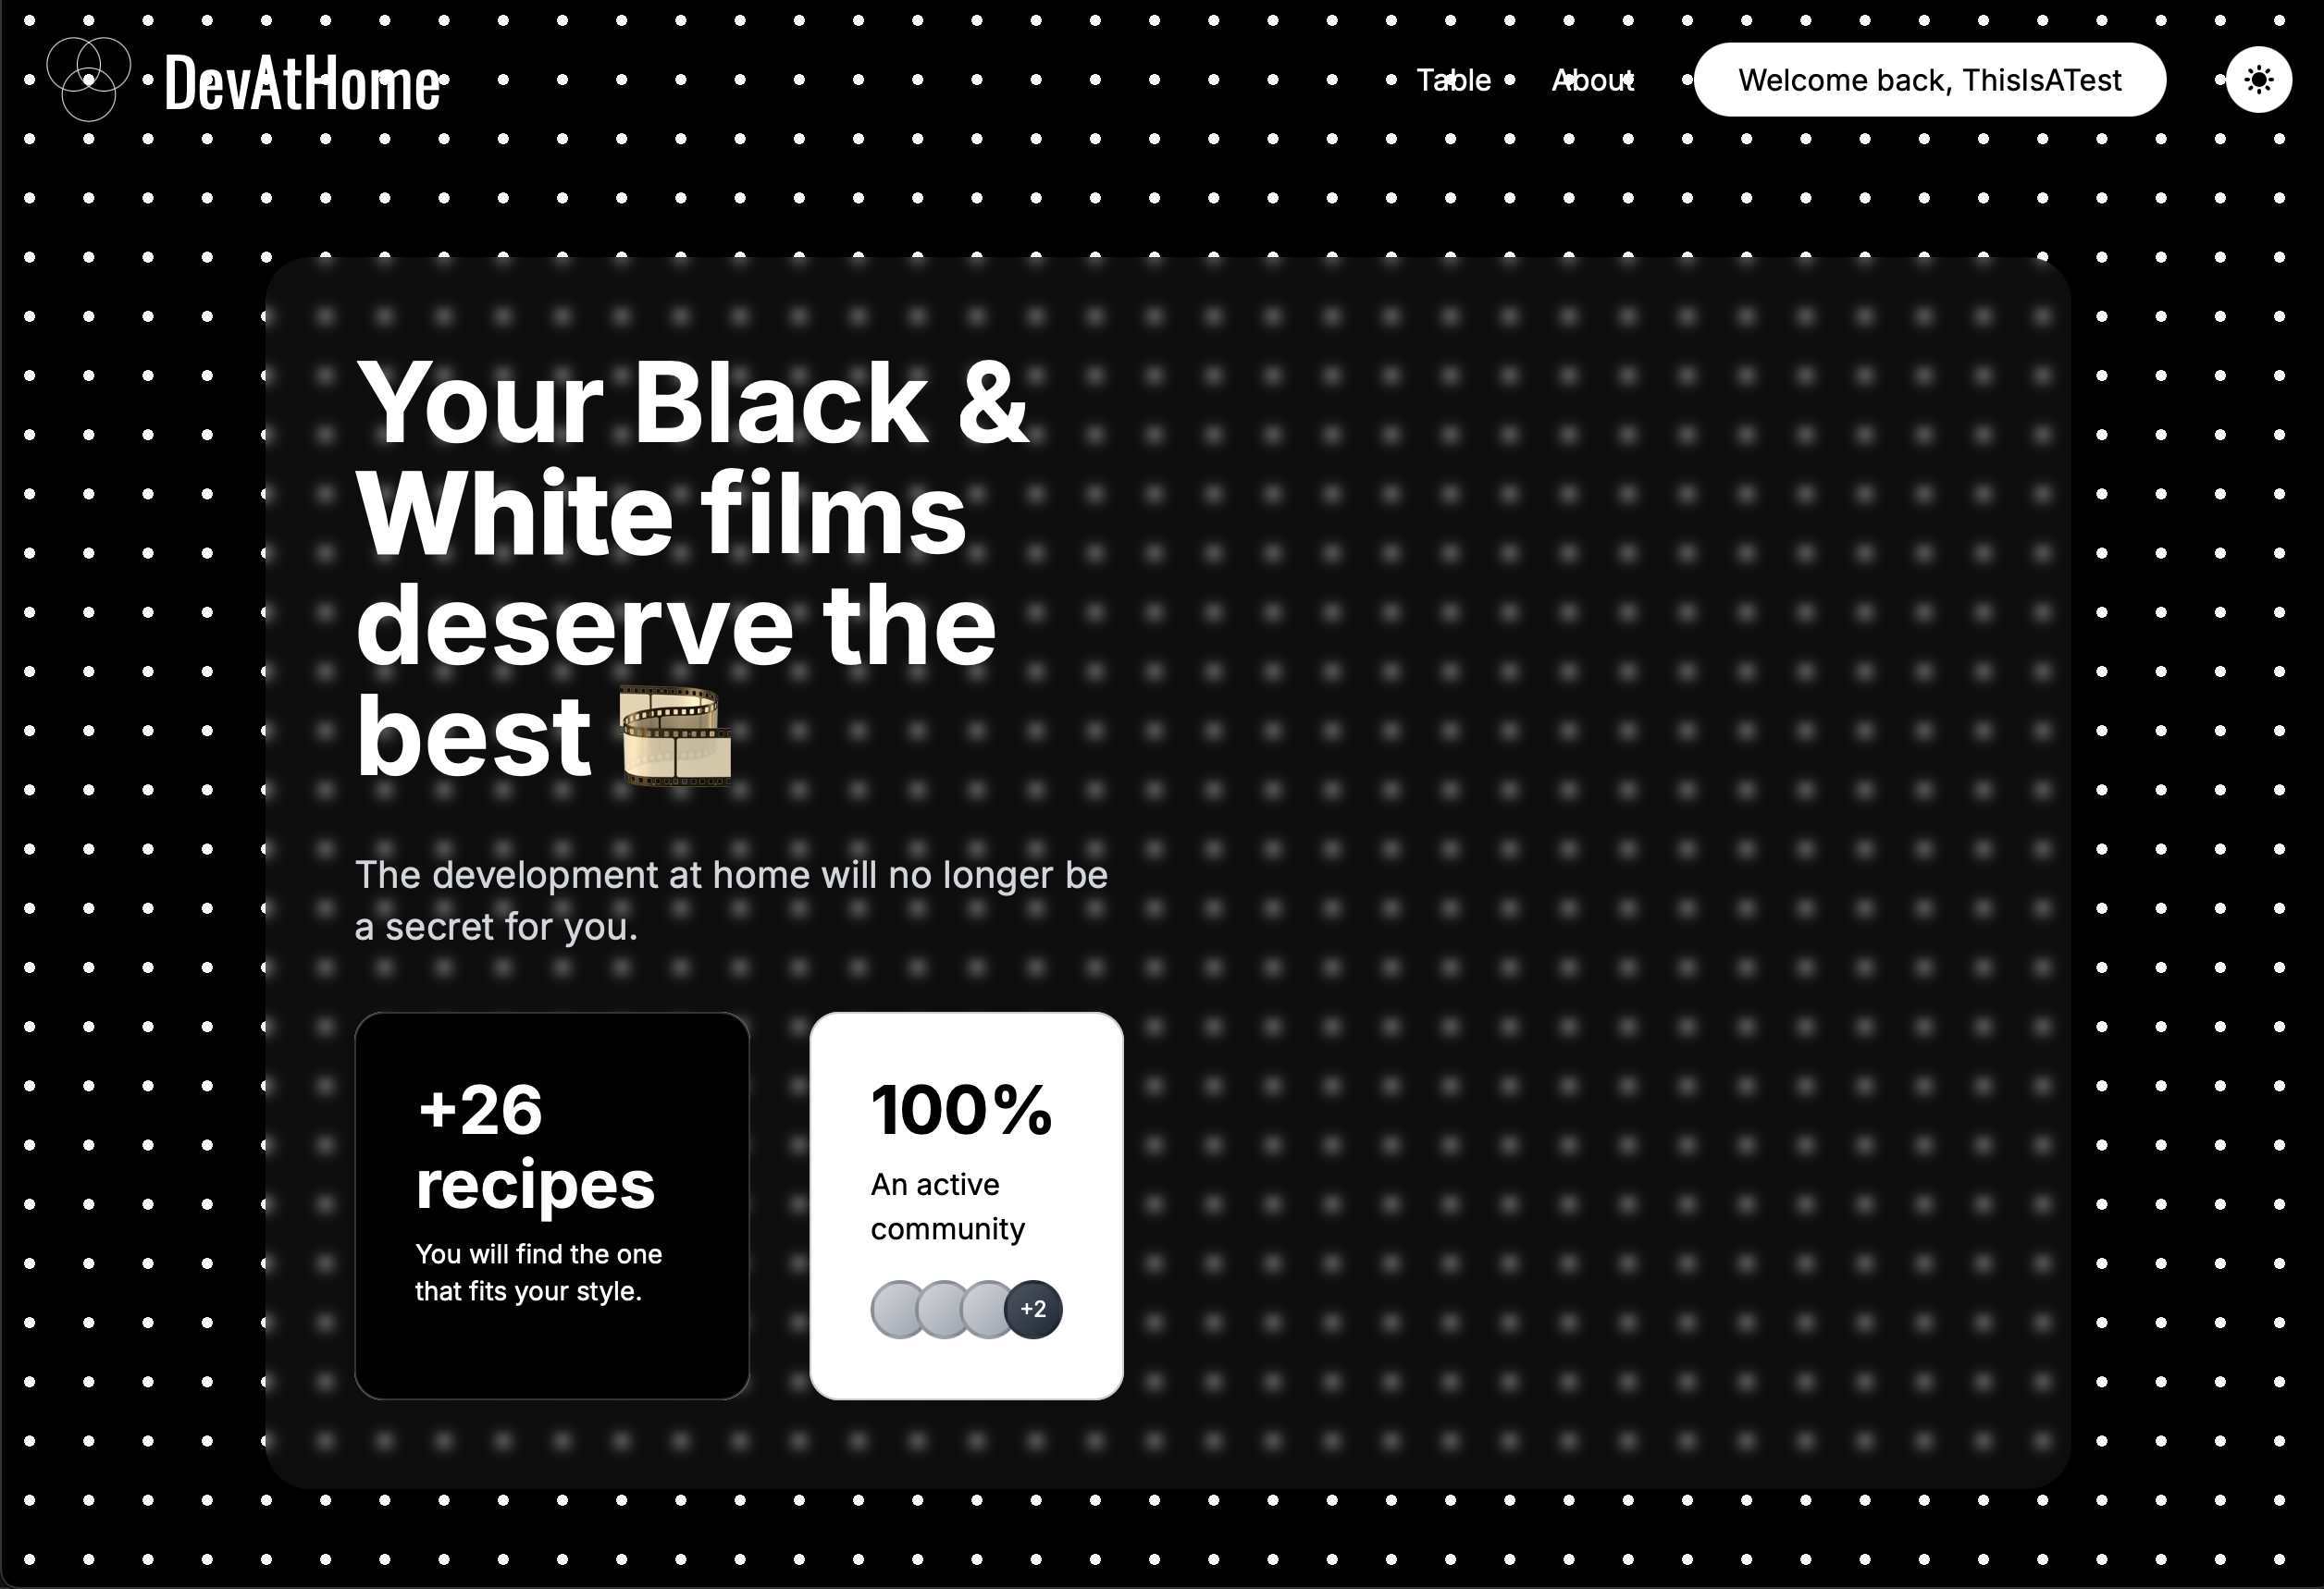 DevAtHome
Table
About
Welcome back, ThisIsATest
Your Black &
White films
deserve the
best
The development at home will no longer be
a secret for you.
+26
recipes
You will find the one
that fits your style.
100%
An active
community
+2